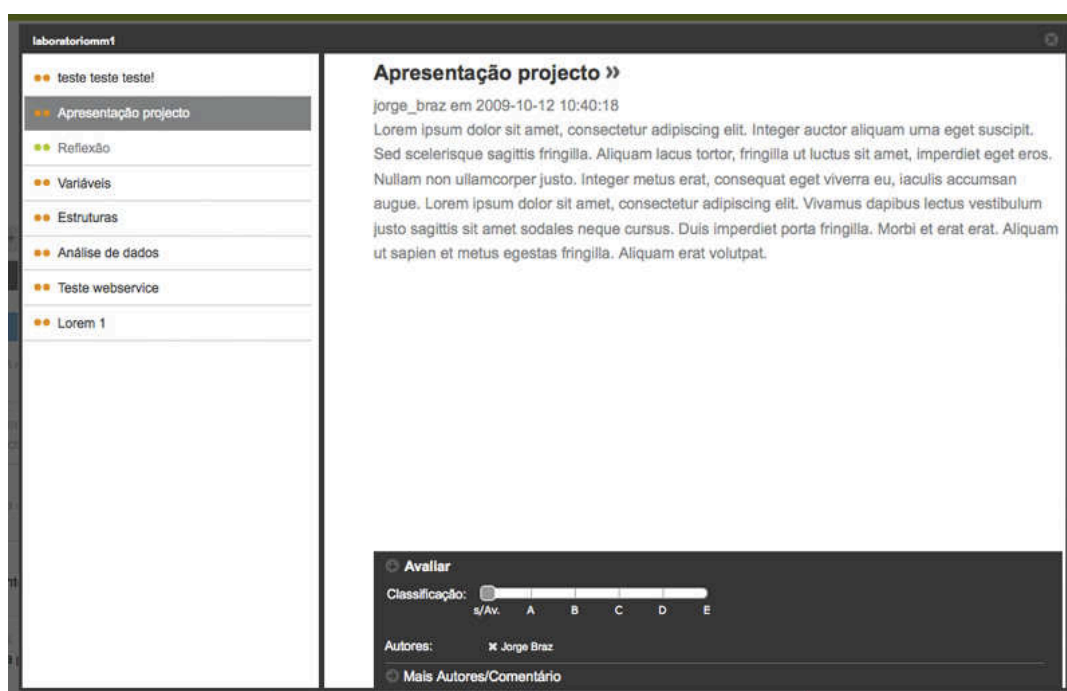 laboratoriomm1
teste teste teste!
Apresentação projecto
Reflexão
Variáveis
Estruturas
Análise de dados
Teste webservice
Lorem 1
Apresentação projecto »
jorge_braz em 2009-10-12 10:40:18
Lorem ipsum dolor sit amet, consectetur adipiscing elit. Integer auctor aliquam urna eget suscipit.
Sed scelerisque sagittis fringilla. Aliquam lacus tortor, fringilla ut luctus sit amet, imperdiet eget eros.
Nullam non ullamcorper justo. Integer metus erat, consequat eget viverra eu, iaculis accumsan
augue. Lorem ipsum dolor sit amet, consectetur adipiscing elit. Vivamus dapibus lectus vestibulum
justo sagittis sit amet sodales neque cursus. Duis imperdiet porta fringilla. Morbi et erat erat. Aliquam
ut sapien et metus egestas fringilla. Aliquam erat volutpat.
Avaliar
Classificação:
s/Av. A B C D E
Autores: Jorge Braz
Mais Autores/Comentário